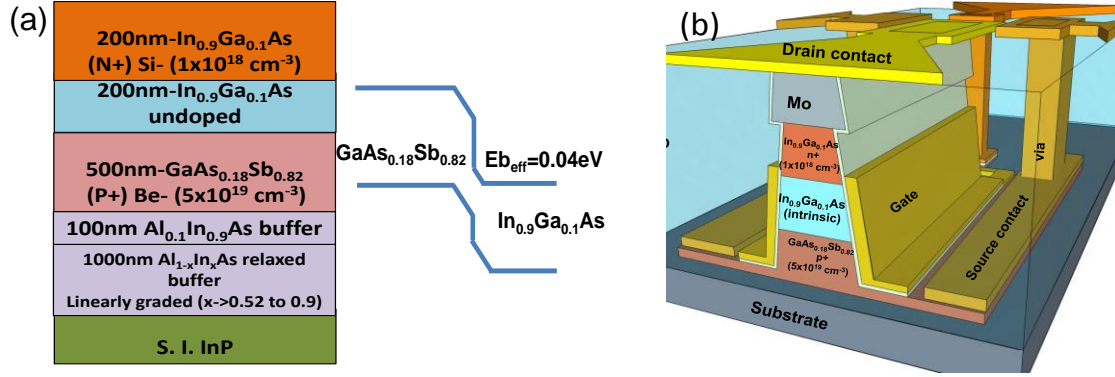 (a)
200nm-In0.9Ga0.1As
(N+) Si- (1x10^18 cm^-3)
200nm-In0.9Ga0.1As
undoped
500nm-GaAs0.18Sb0.82
(P+) Be- (5x10^19 cm^-3)
100nm Al0.1In0.9As buffer
1000nm Al1-xInxAs relaxed
buffer
Linearly graded (x->0.52 to 0.9)
S. I. InP
GaAs0.18Sb0.82
Ebeff=0.04eV
In0.9Ga0.1As
(b)
Drain contact
Mo
In0.9Ga0.1As
n+
(1x10^18 cm^-3)
In0.9Ga0.1As
(intrinsic)
GaAs0.18Sb0.82
p+
(5x10^19 cm^-3)
Gate
via
Source contact
Substrate